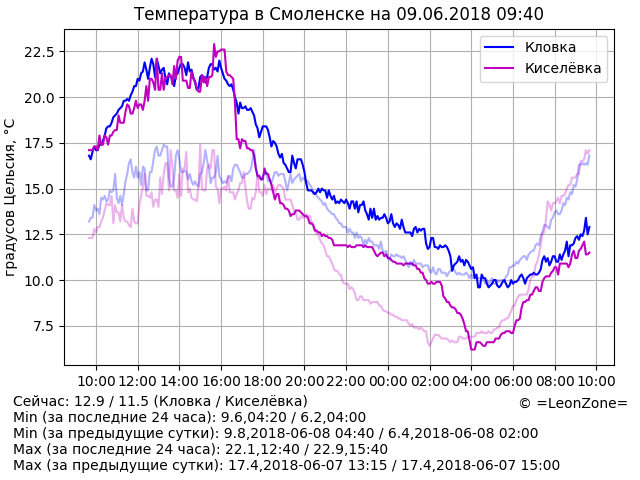 Температура в Смоленске на 09.06.2018 09:40
Кловка
Киселёвка
градусов Цельсия, °C
22.5
20.0
17.5
15.0
12.5
10.0
7.5
10:00 12:00 14:00 16:00 18:00 20:00 22:00 00:00 02:00 04:00 06:00 08:00 10:00
Сейчас: 12.9 / 11.5 (Кловка / Киселёвка)
© =LeonZone=
Min (за последние 24 часа): 9.6,04:20 / 6.2,04:00
Min (за предыдущие сутки): 9.8,2018-06-08 04:40 / 6.4,2018-06-08 02:00
Max (за последние 24 часа): 22.1,12:40 / 22.9,15:40
Max (за предыдущие сутки): 17.4,2018-06-07 13:15 / 17.4,2018-06-07 15:00